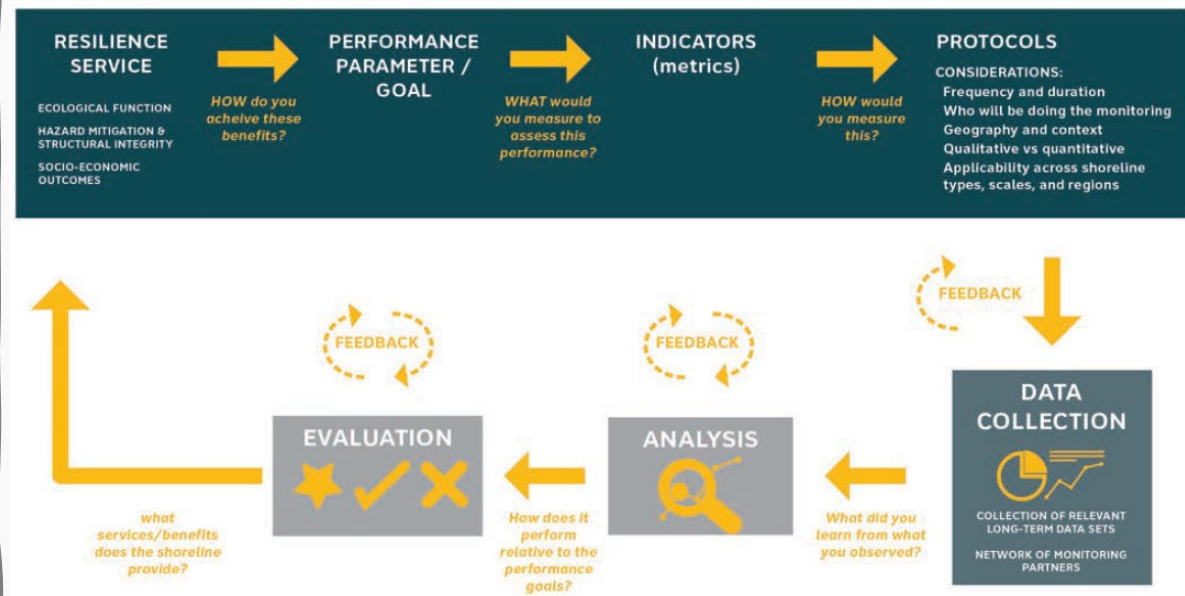 RESILIENCE
SERVICE
ECOLOGICAL FUNCTION
HAZARD MITIGATION &
STRUCTURAL INTEGRITY
SOCIO-ECONOMIC
OUTCOMES
HOW do you
acheive these
benefits?
PERFORMANCE
PARAMETER /
GOAL
WHAT would
you measure to
assess this
performance?
INDICATORS
(metrics)
HOW would
you measure
this?
PROTOCOLS
CONSIDERATIONS:
Frequency and duration
Who will be doing the monitoring
Geography and context
Qualitative vs quantitative
Applicability across shoreline
types, scales, and regions
FEEDBACK
DATA
COLLECTION
COLLECTION OF RELEVANT
LONG-TERM DATA SETS
NETWORK OF MONITORING
PARTNERS
What did you
learn from what
you observed?
FEEDBACK
ANALYSIS
How does it
perform
relative to the
performance
goals?
FEEDBACK
EVALUATION
what
services/benefits
does the shoreline
provide?